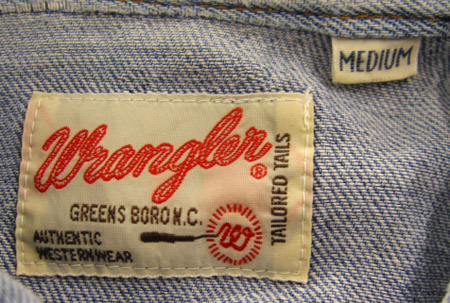 MEDIUM
Wrangler®
TAILORED TAILS
GREENS BORO N.C.
AUTHENTIC
WESTERNWEAR
W